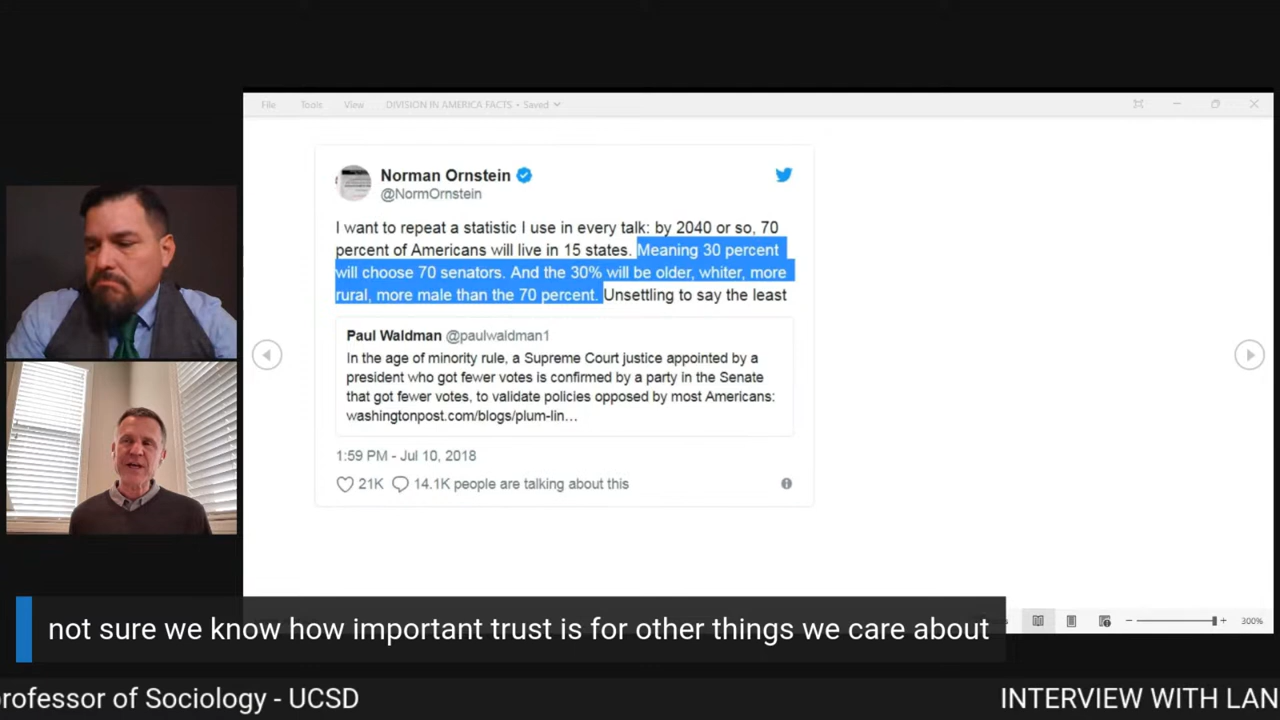 File Tools View DIVISION IN AMERICA FACTS • Saved
Norman Ornstein
@NormOrnstein
I want to repeat a statistic I use in every talk: by 2040 or so, 70
percent of Americans will live in 15 states. Meaning 30 percent
will choose 70 senators. And the 30% will be older, whiter, more
rural, more male than the 70 percent. Unsettling to say the least
Paul Waldman @paulwaldman1
In the age of minority rule, a Supreme Court justice appointed by a
president who got fewer votes is confirmed by a party in the Senate
that got fewer votes, to validate policies opposed by most Americans:
washingtonpost.com/blogs/plum-lin…
1:59 PM - Jul 10, 2018
21K 14.1K people are talking about this
300%
not sure we know how important trust is for other things we care about
rofessor of Sociology - UCSD
INTERVIEW WITH LAN